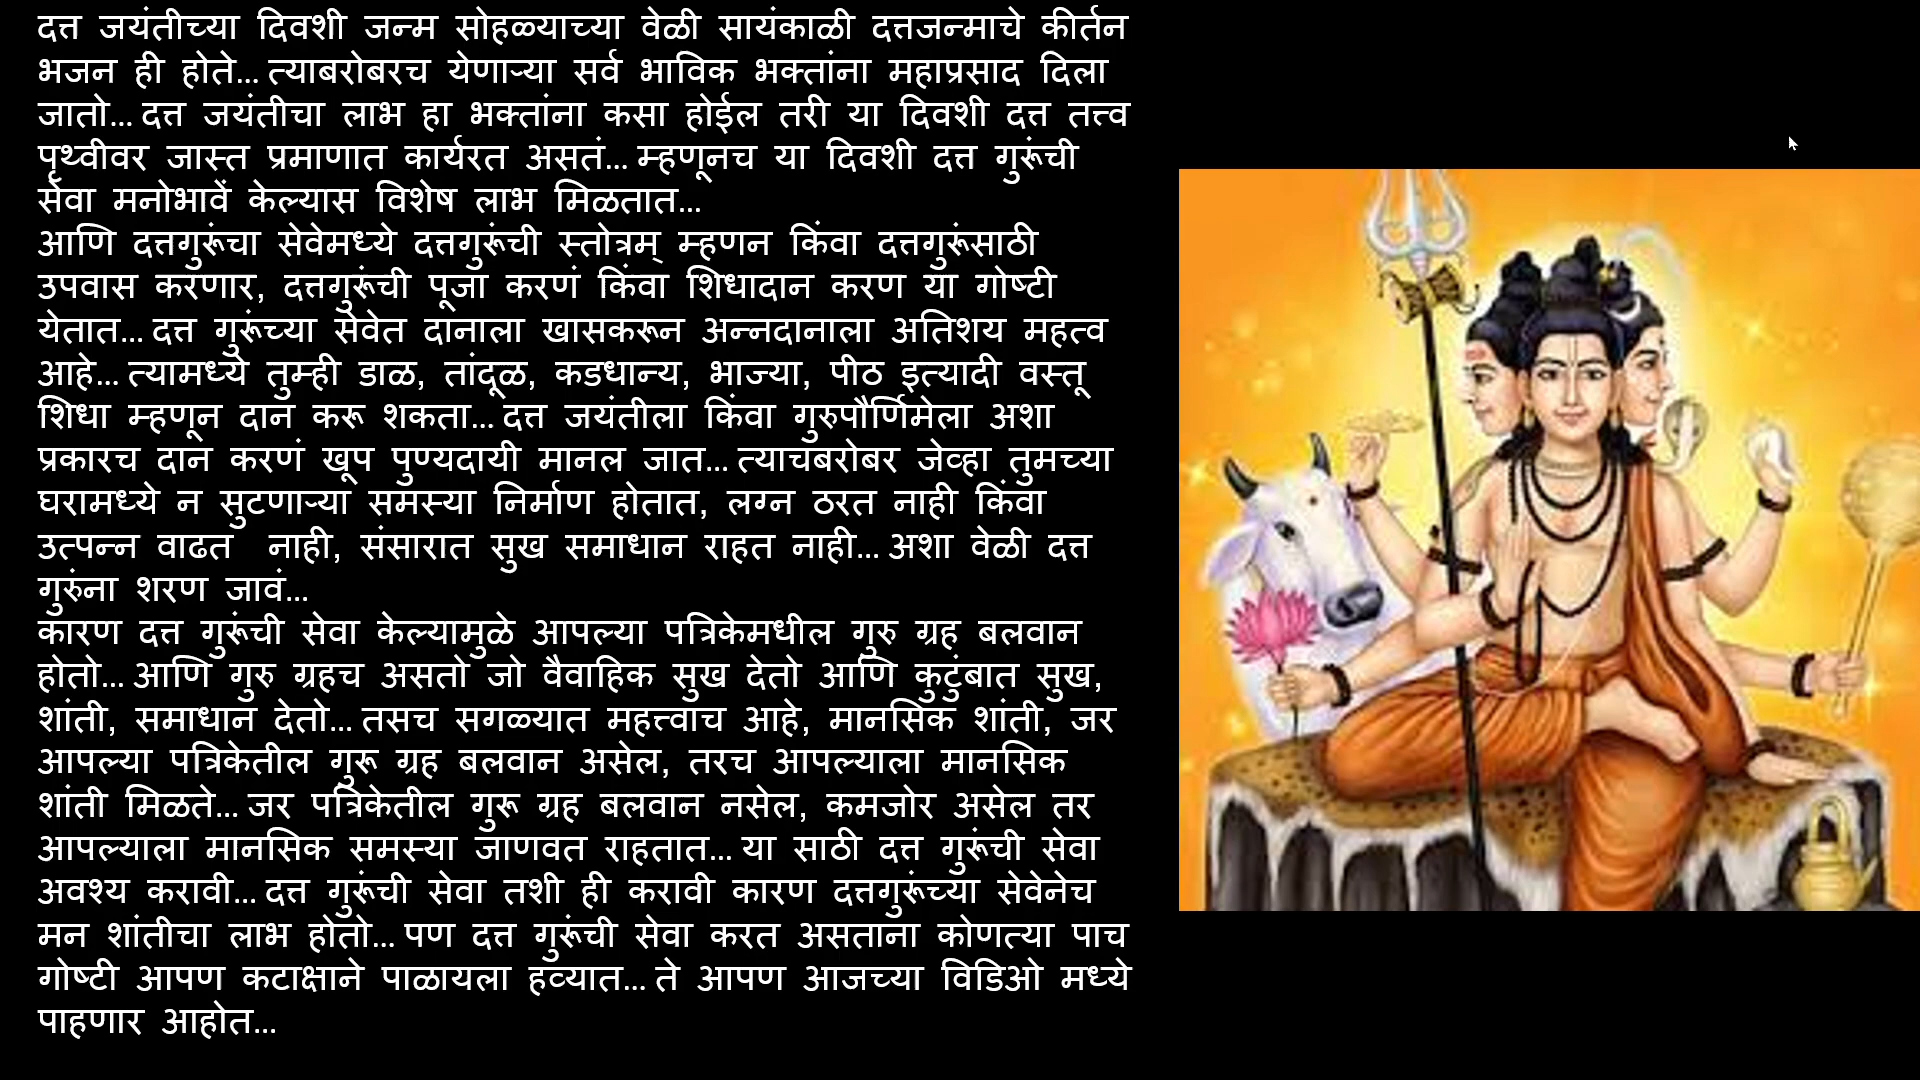 दत्त जयंतीच्या दिवशी जन्म सोहळ्याच्या वेळी सायंकाळी दत्तजन्माचे कीर्तन
भजन ही होते... त्याबरोबरच येणाऱ्या सर्व भाविक भक्तांना महाप्रसाद दिला
जातो... दत्त जयंतीचा लाभ हा भक्तांना कसा होईल तरी या दिवशी दत्त तत्त्व
पृथ्वीवर जास्त प्रमाणात कार्यरत असतं... म्हणूनच या दिवशी दत्त गुरूंची
सेवा मनोभावें केल्यास विशेष लाभ मिळतात...
आणि दत्तगुरूंचा सेवेमध्ये दत्तगुरूंची स्तोत्रम् म्हणन किंवा दत्तगुरूंसाठी
उपवास करणार, दत्तगुरूंची पूजा करणं किंवा शिधादान करण या गोष्टी
येतात... दत्त गुरूंच्या सेवेत दानाला खासकरून अन्नदानाला अतिशय महत्व
आहे... त्यामध्ये तुम्ही डाळ, तांदूळ, कडधान्य, भाज्या, पीठ इत्यादी वस्तू
शिधा म्हणून दान करू शकता... दत्त जयंतीला किंवा गुरुपौर्णिमेला अशा
प्रकारच दान करणं खूप पुण्यदायी मानल जात... त्याचबरोबर जेव्हा तुमच्या
घरामध्ये न सुटणाऱ्या समस्या निर्माण होतात, लग्न ठरत नाही किंवा
उत्पन्न वाढत नाही, संसारात सुख समाधान राहत नाही... अशा वेळी दत्त
गुरुंना शरण जावं...
कारण दत्त गुरूंची सेवा केल्यामुळे आपल्या पत्रिकेमधील गुरु ग्रह बलवान
होतो... आणि गुरु ग्रहच असतो जो वैवाहिक सुख देतो आणि कुटुंबात सुख,
शांती, समाधान देतो... तसच सगळ्यात महत्त्वाच आहे, मानसिक शांती, जर
आपल्या पत्रिकेतील गुरू ग्रह बलवान असेल, तरच आपल्याला मानसिक
शांती मिळते... जर पत्रिकेतील गुरू ग्रह बलवान नसेल, कमजोर असेल तर
आपल्याला मानसिक समस्या जाणवत राहतात... या साठी दत्त गुरूंची सेवा
अवश्य करावी... दत्त गुरूंची सेवा तशी ही करावी कारण दत्तगुरूंच्या सेवेनेच
मन शांतीचा लाभ होतो... पण दत्त गुरूंची सेवा करत असताना कोणत्या पाच
गोष्टी आपण कटाक्षाने पाळायला हव्यात... ते आपण आजच्या विडिओ मध्ये
पाहणार आहोत...